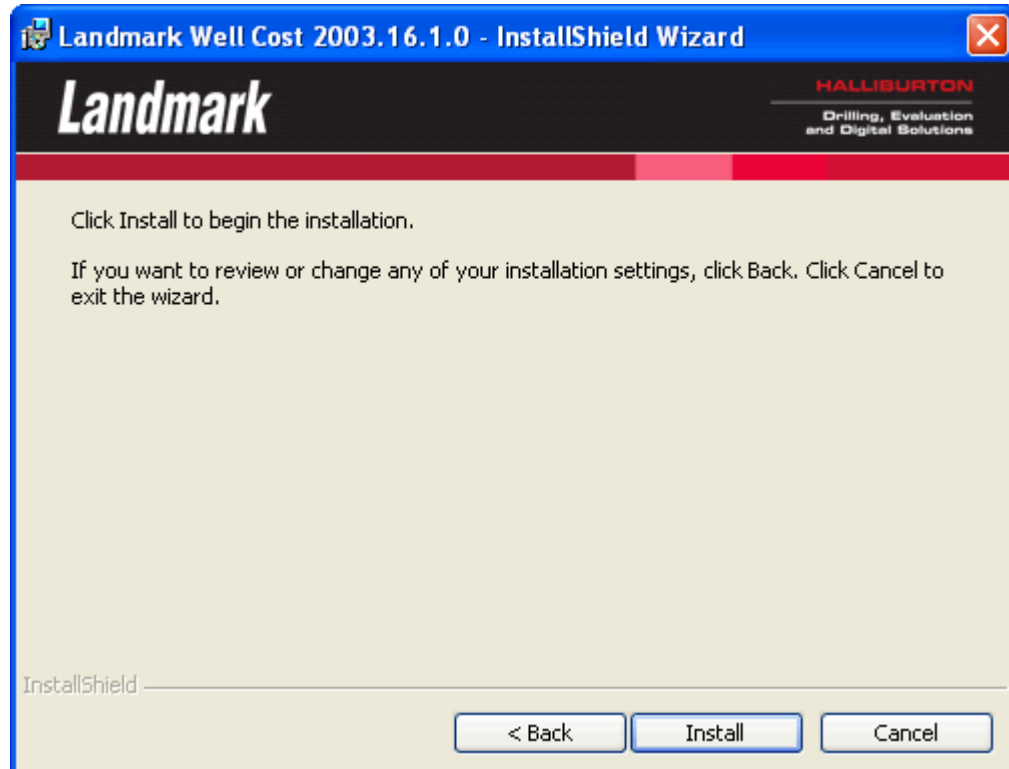 Landmark Well Cost 2003.16.1.0 - InstallShield Wizard
Landmark
HALLIBURTON
Drilling, Evaluation
and Digital Solutions
Click Install to begin the installation.
If you want to review or change any of your installation settings, click Back. Click Cancel to
exit the wizard.
InstallShield
< Back
Install
Cancel